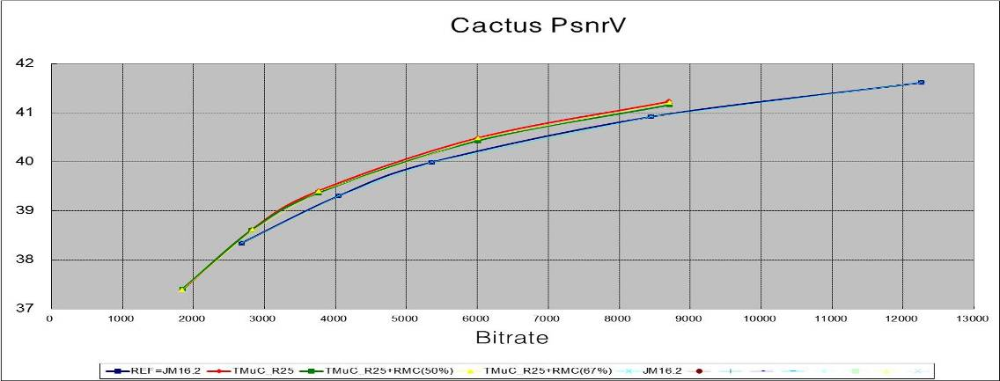 Cactus PsnrV
42
41
40
39
38
37
0 1000 2000 3000 4000 5000 6000 7000 8000 9000 10000 11000 12000 13000
Bitrate
REF=JM16.2 TMuC_R25 TMuC_R25+RMC(50%) TMuC_R25+RMC(67%) JM16.2